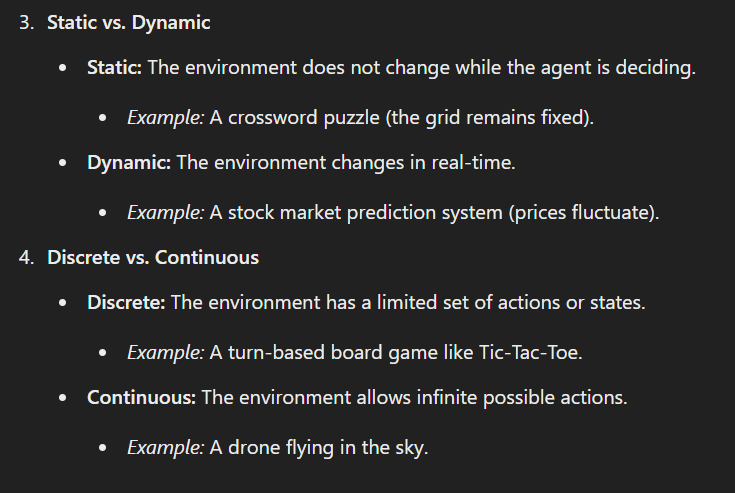 3. Static vs. Dynamic
• Static: The environment does not change while the agent is deciding.
• Example: A crossword puzzle (the grid remains fixed).
• Dynamic: The environment changes in real-time.
• Example: A stock market prediction system (prices fluctuate).
4. Discrete vs. Continuous
• Discrete: The environment has a limited set of actions or states.
• Example: A turn-based board game like Tic-Tac-Toe.
• Continuous: The environment allows infinite possible actions.
• Example: A drone flying in the sky.